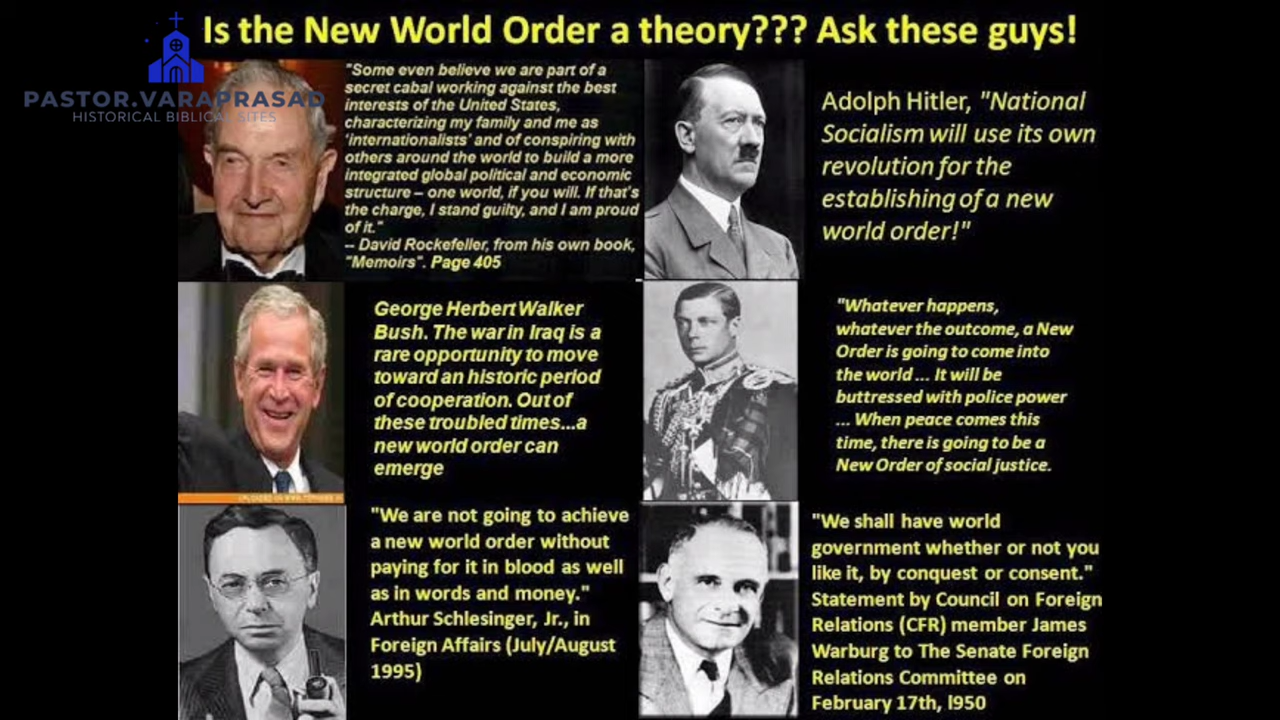 Is the New World Order a theory??? Ask these guys!
PASTOR.VARAPRASAD
HISTORICAL BIBLICAL SITES
"Some even believe we are part of a
secret cabal working against the best
interests of the United States,
characterizing my family and me as
'internationalists' and of conspiring with
others around the world to build a more
integrated global political and economic
structure – one world, if you will. If that's
the charge, I stand guilty, and I am proud
of it."
-- David Rockefeller, from his own book,
"Memoirs". Page 405
Adolph Hitler, "National
Socialism will use its own
revolution for the
establishing of a new
world order!"
George Herbert Walker
Bush. The war in Iraq is a
rare opportunity to move
toward an historic period
of cooperation. Out of
these troubled times...a
new world order can
emerge
"Whatever happens,
whatever the outcome, a New
Order is going to come into
the world ... It will be
buttressed with police power
... When peace comes this
time, there is going to be a
New Order of social justice.
"We are not going to achieve
a new world order without
paying for it in blood as well
as in words and money."
Arthur Schlesinger, Jr., in
Foreign Affairs (July/August
1995)
"We shall have world
government whether or not you
like it, by conquest or consent."
Statement by Council on Foreign
Relations (CFR) member James
Warburg to The Senate Foreign
Relations Committee on
February 17th, l950